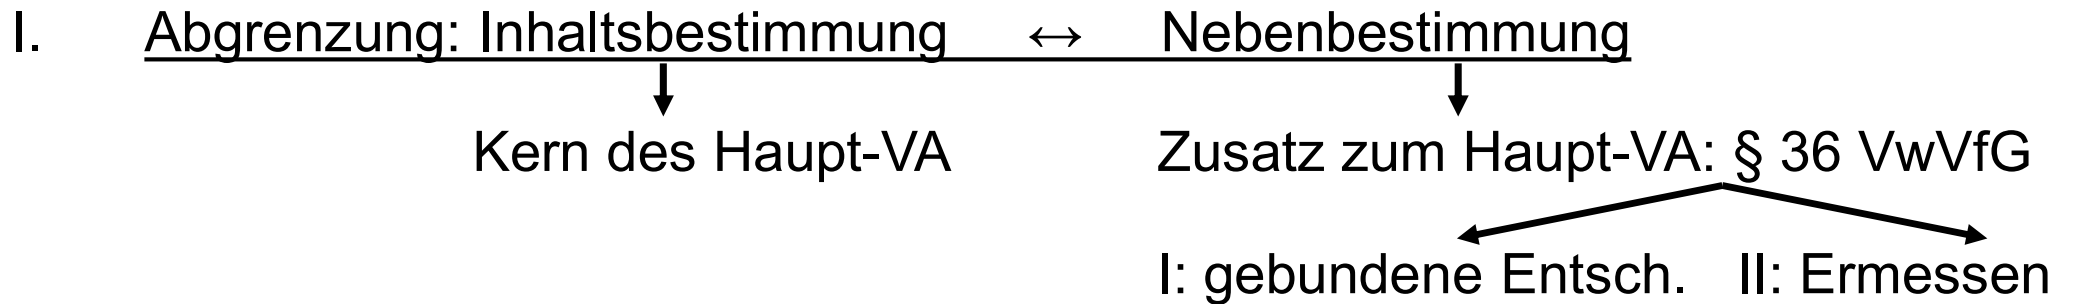 I. Abgrenzung: Inhaltsbestimmung ↔ Nebenbestimmung
Kern des Haupt-VA Zusatz zum Haupt-VA: § 36 VwVfG
I: gebundene Entsch. II: Ermessen